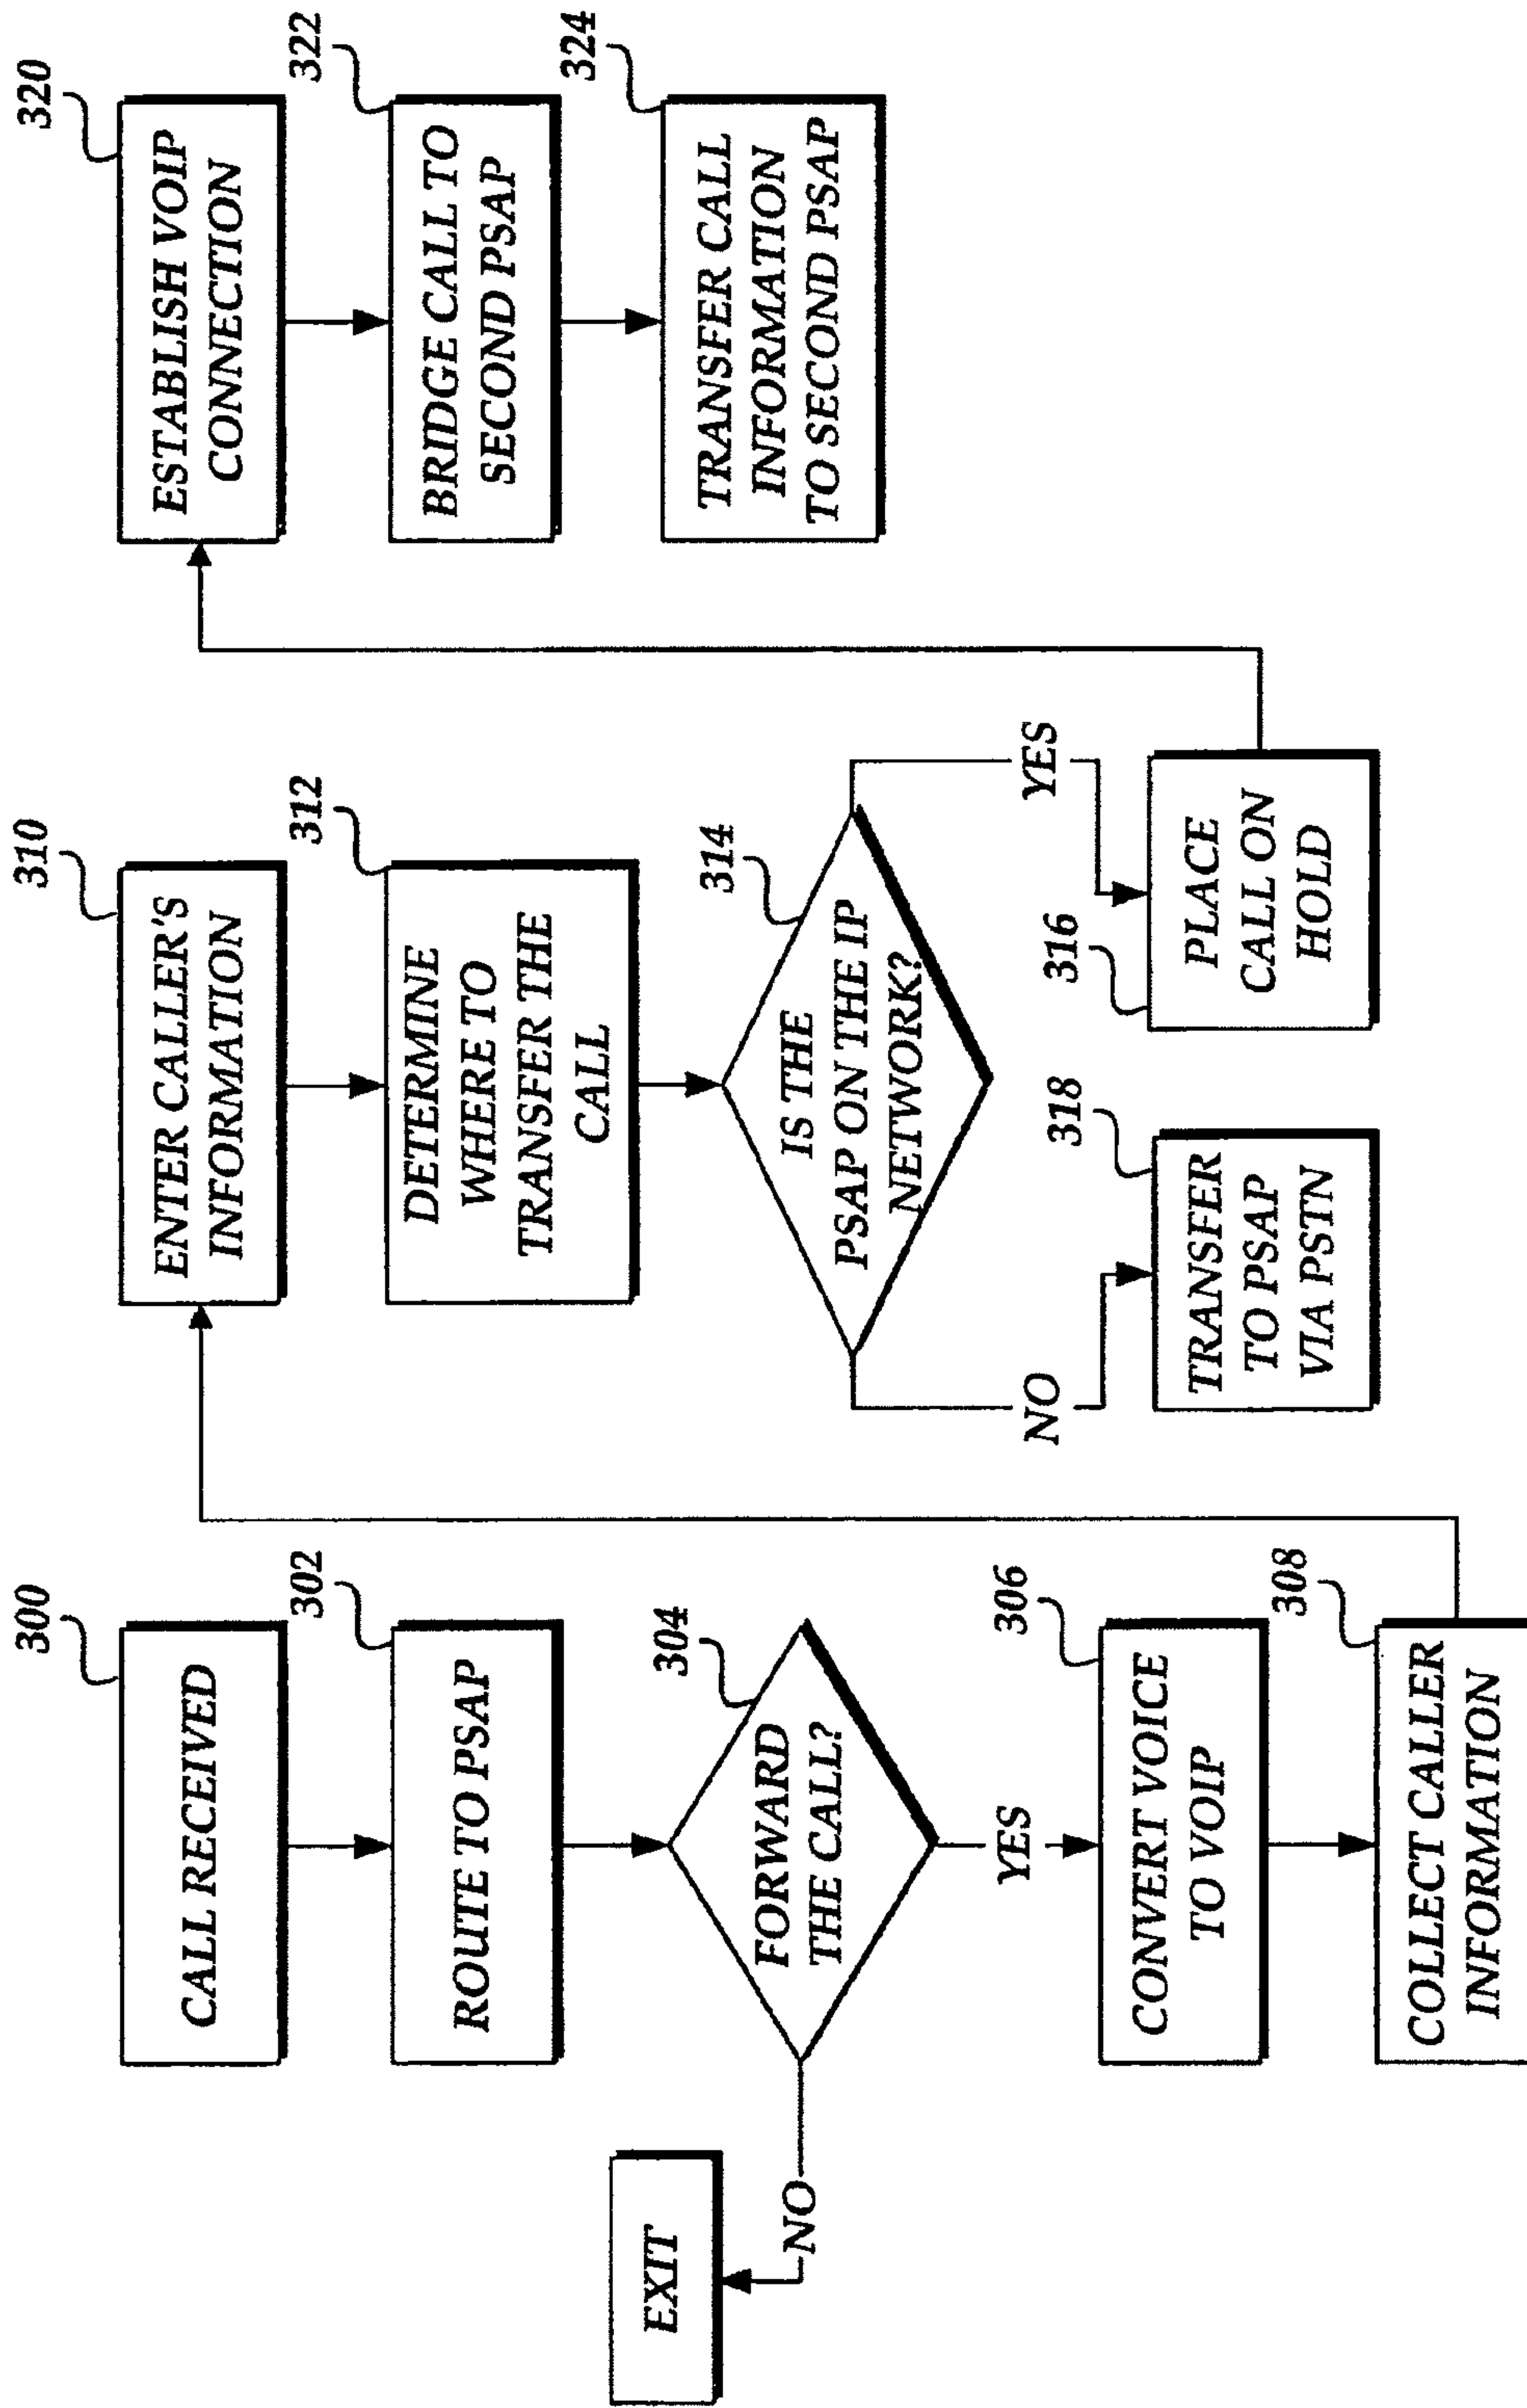 300
CALL RECEIVED
302
ROUTE TO PSAP
304
FORWARD
THE CALL?
NO
EXIT
YES
306
CONVERT VOICE
TO VOIP
308
COLLECT CALLER
INFORMATION
310
ENTER CALLER'S
INFORMATION
312
DETERMINE
WHERE TO
TRANSFER THE
CALL
314
IS THE
PSAP ON THE IP
NETWORK?
NO
YES
318
TRANSFER
TO PSAP
VIA PSTN
316
PLACE
CALL ON
HOLD
320
ESTABLISH VOIP
CONNECTION
322
BRIDGE CALL TO
SECOND PSAP
324
TRANSFER CALL
INFORMATION
TO SECOND PSAP